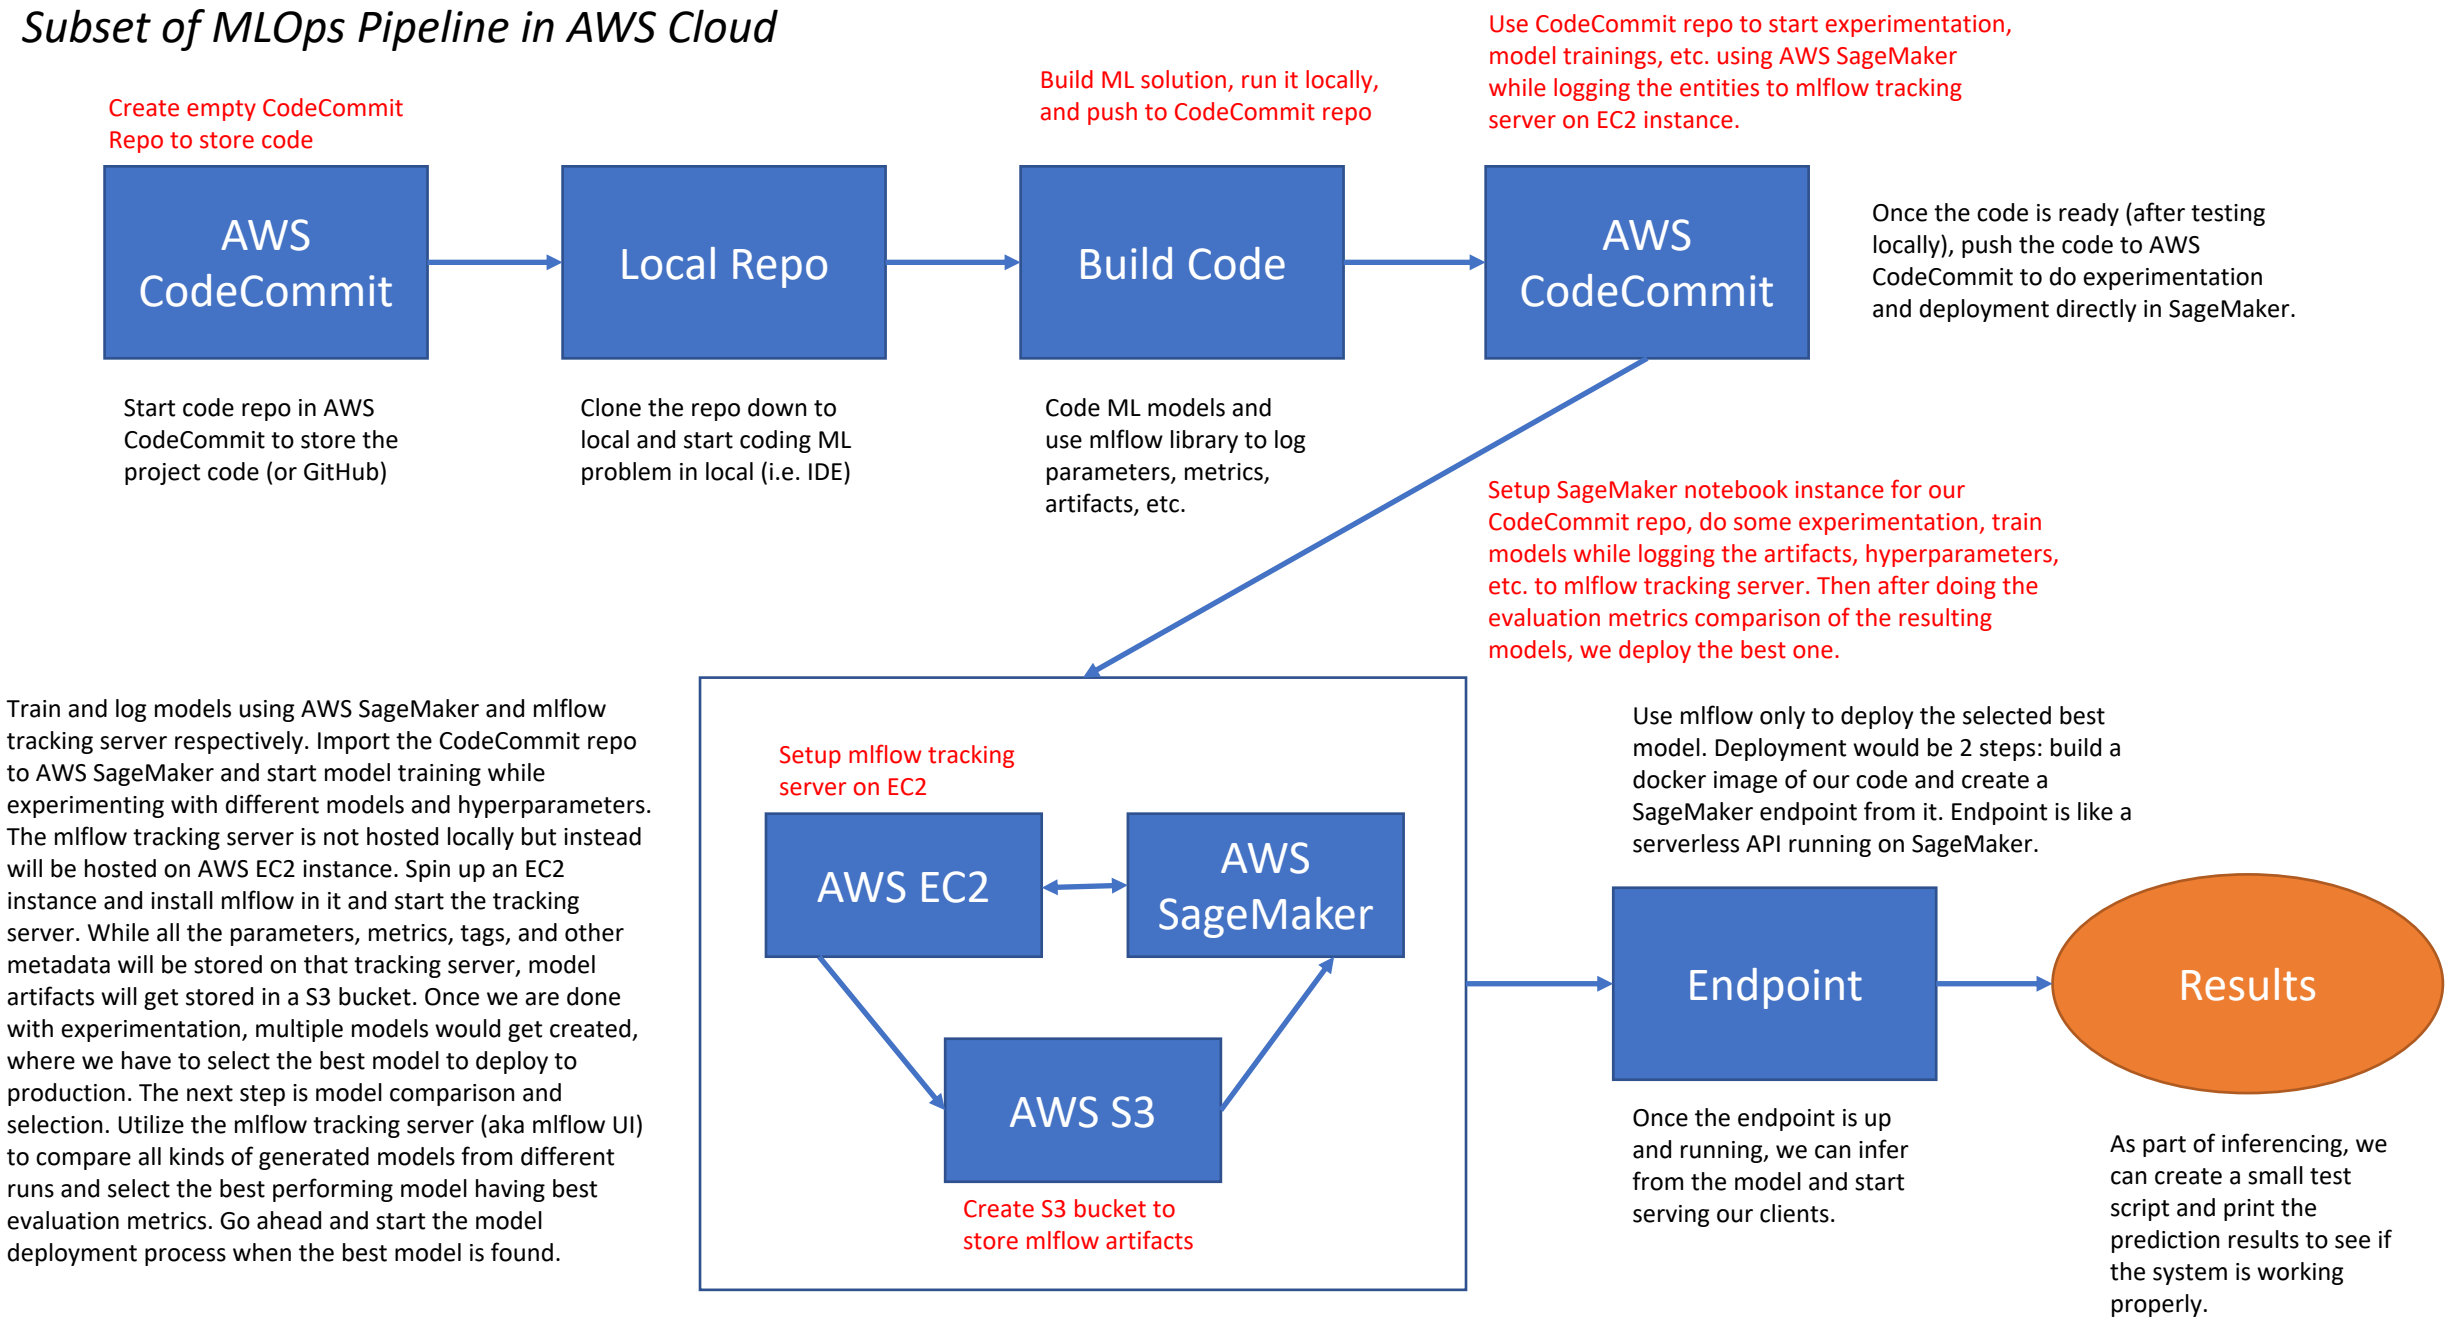 Subset of MLOps Pipeline in AWS Cloud
Create empty CodeCommit
Repo to store code
Build ML solution, run it locally,
and push to CodeCommit repo
Use CodeCommit repo to start experimentation,
model trainings, etc. using AWS SageMaker
while logging the entities to mlflow tracking
server on EC2 instance.
AWS
CodeCommit
Local Repo
Build Code
AWS
CodeCommit
Once the code is ready (after testing
locally), push the code to AWS
CodeCommit to do experimentation
and deployment directly in SageMaker.
Start code repo in AWS
CodeCommit to store the
project code (or GitHub)
Clone the repo down to
local and start coding ML
problem in local (i.e. IDE)
Code ML models and
use mlflow library to log
parameters, metrics,
artifacts, etc.
Setup SageMaker notebook instance for our
CodeCommit repo, do some experimentation, train
models while logging the artifacts, hyperparameters,
etc. to mlflow tracking server. Then after doing the
evaluation metrics comparison of the resulting
models, we deploy the best one.
Train and log models using AWS SageMaker and mlflow
tracking server respectively. Import the CodeCommit repo
to AWS SageMaker and start model training while
experimenting with different models and hyperparameters.
The mlflow tracking server is not hosted locally but instead
will be hosted on AWS EC2 instance. Spin up an EC2
instance and install mlflow in it and start the tracking
server. While all the parameters, metrics, tags, and other
metadata will be stored on that tracking server, model
artifacts will get stored in a S3 bucket. Once we are done
with experimentation, multiple models would get created,
where we have to select the best model to deploy to
production. The next step is model comparison and
selection. Utilize the mlflow tracking server (aka mlflow UI)
to compare all kinds of generated models from different
runs and select the best performing model having best
evaluation metrics. Go ahead and start the model
deployment process when the best model is found.
Setup mlflow tracking
server on EC2
AWS EC2
AWS
SageMaker
AWS S3
Create S3 bucket to
store mlflow artifacts
Use mlflow only to deploy the selected best
model. Deployment would be 2 steps: build a
docker image of our code and create a
SageMaker endpoint from it. Endpoint is like a
serverless API running on SageMaker.
Endpoint
Once the endpoint is up
and running, we can infer
from the model and start
serving our clients.
Results
As part of inferencing, we
can create a small test
script and print the
prediction results to see if
the system is working
properly.